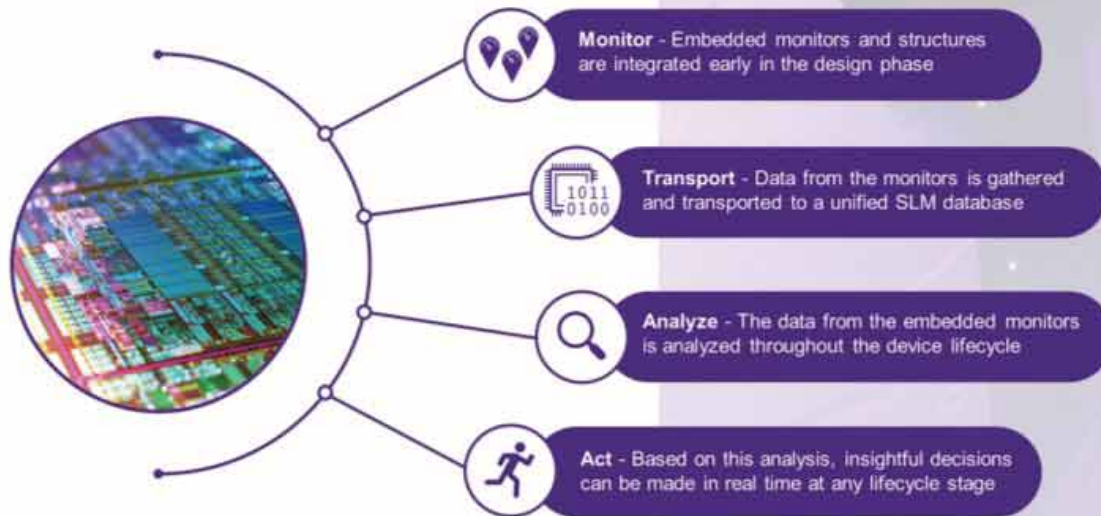 Monitor - Embedded monitors and structures
are integrated early in the design phase
1011
0100
Transport - Data from the monitors is gathered
and transported to a unified SLM database
Analyze - The data from the embedded monitors
is analyzed throughout the device lifecycle
Act - Based on this analysis, insightful decisions
can be made in real time at any lifecycle stage